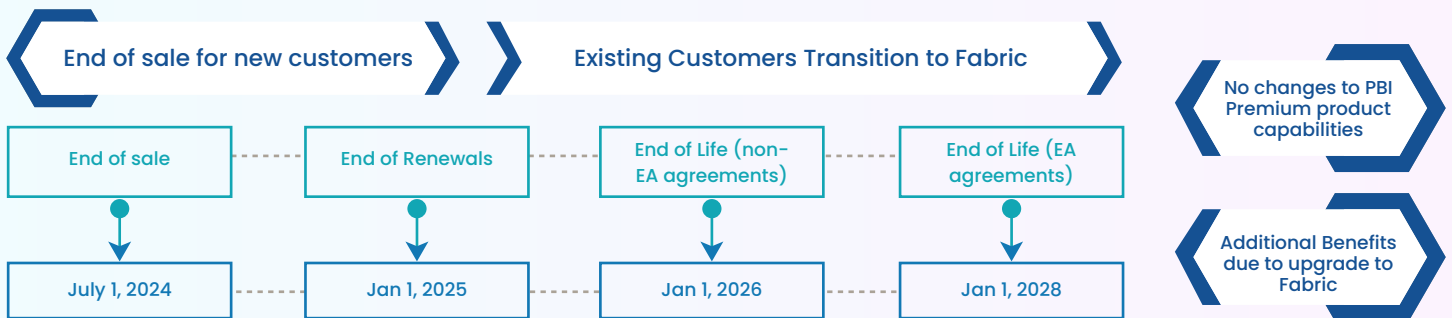 End of sale for new customers
Existing Customers Transition to Fabric
No changes to PBI
Premium product
capabilities
End of sale
End of Renewals
End of Life (non-
EA agreements)
End of Life (EA
agreements)
July 1, 2024
Jan 1, 2025
Jan 1, 2026
Jan 1, 2028
Additional Benefits
due to upgrade to
Fabric